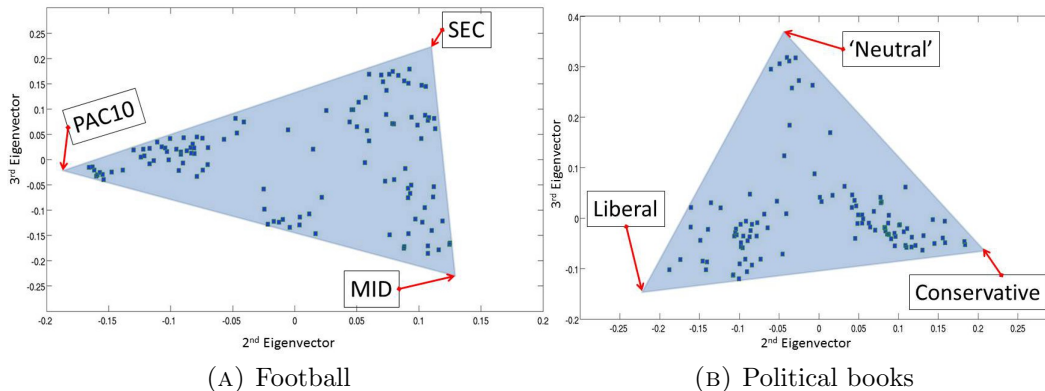 SEC
PAC10
MID
3rd Eigenvector
0.25
0.2
0.15
0.1
0.05
0
-0.05
-0.1
-0.15
-0.2
0.25
-0.2 -0.15 -0.1 -0.05 0 0.05 0.1 0.15 0.2
2nd Eigenvector
(A) Football
'Neutral'
Liberal
Conservative
3rd Eigenvector
0.4
0.3
0.2
0.1
0
-0.1
-0.2
-0.25 -0.2 -0.15 -0.1 -0.05 0 0.05 0.1 0.15 0.2 0.25
2nd Eigenvector
(B) Political books